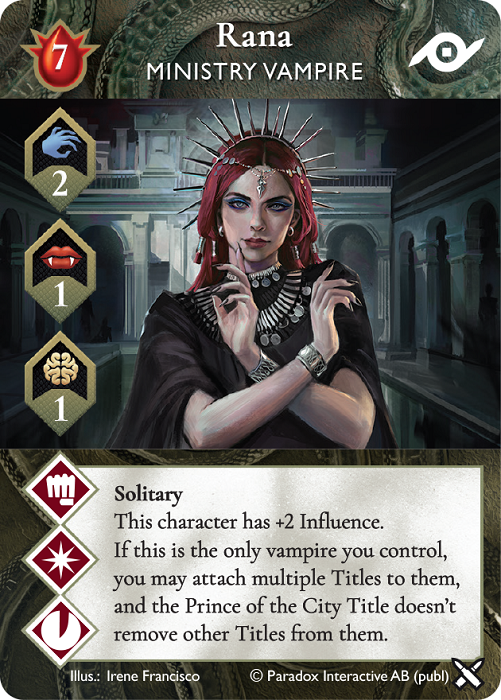 7
Rana
MINISTRY VAMPIRE
2
1
1
Solitary
This character has +2 Influence.
If this is the only vampire you control,
you may attach multiple Titles to them,
and the Prince of the City Title doesn't
remove other Titles from them.
Illus.: Irene Francisco © Paradox Interactive AB (publ)